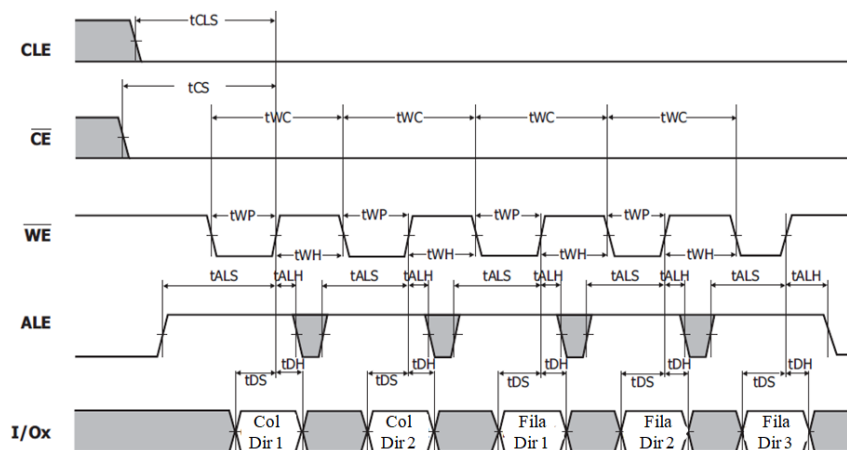 tCLS
CLE
tCS
tWC tWC tWC tWC
CE
tWP tWP tWP tWP
WE
tWH tWH tWH tWH
tALS tALH tALS tALH tALS tALH tALS tALH tALS tALH
ALE
tDH tDH tDH tDH tDH
tDS tDS tDS tDS tDS
I/Ox
Col Col Fila Fila Fila
Dir 1 Dir 2 Dir 1 Dir 2 Dir 3